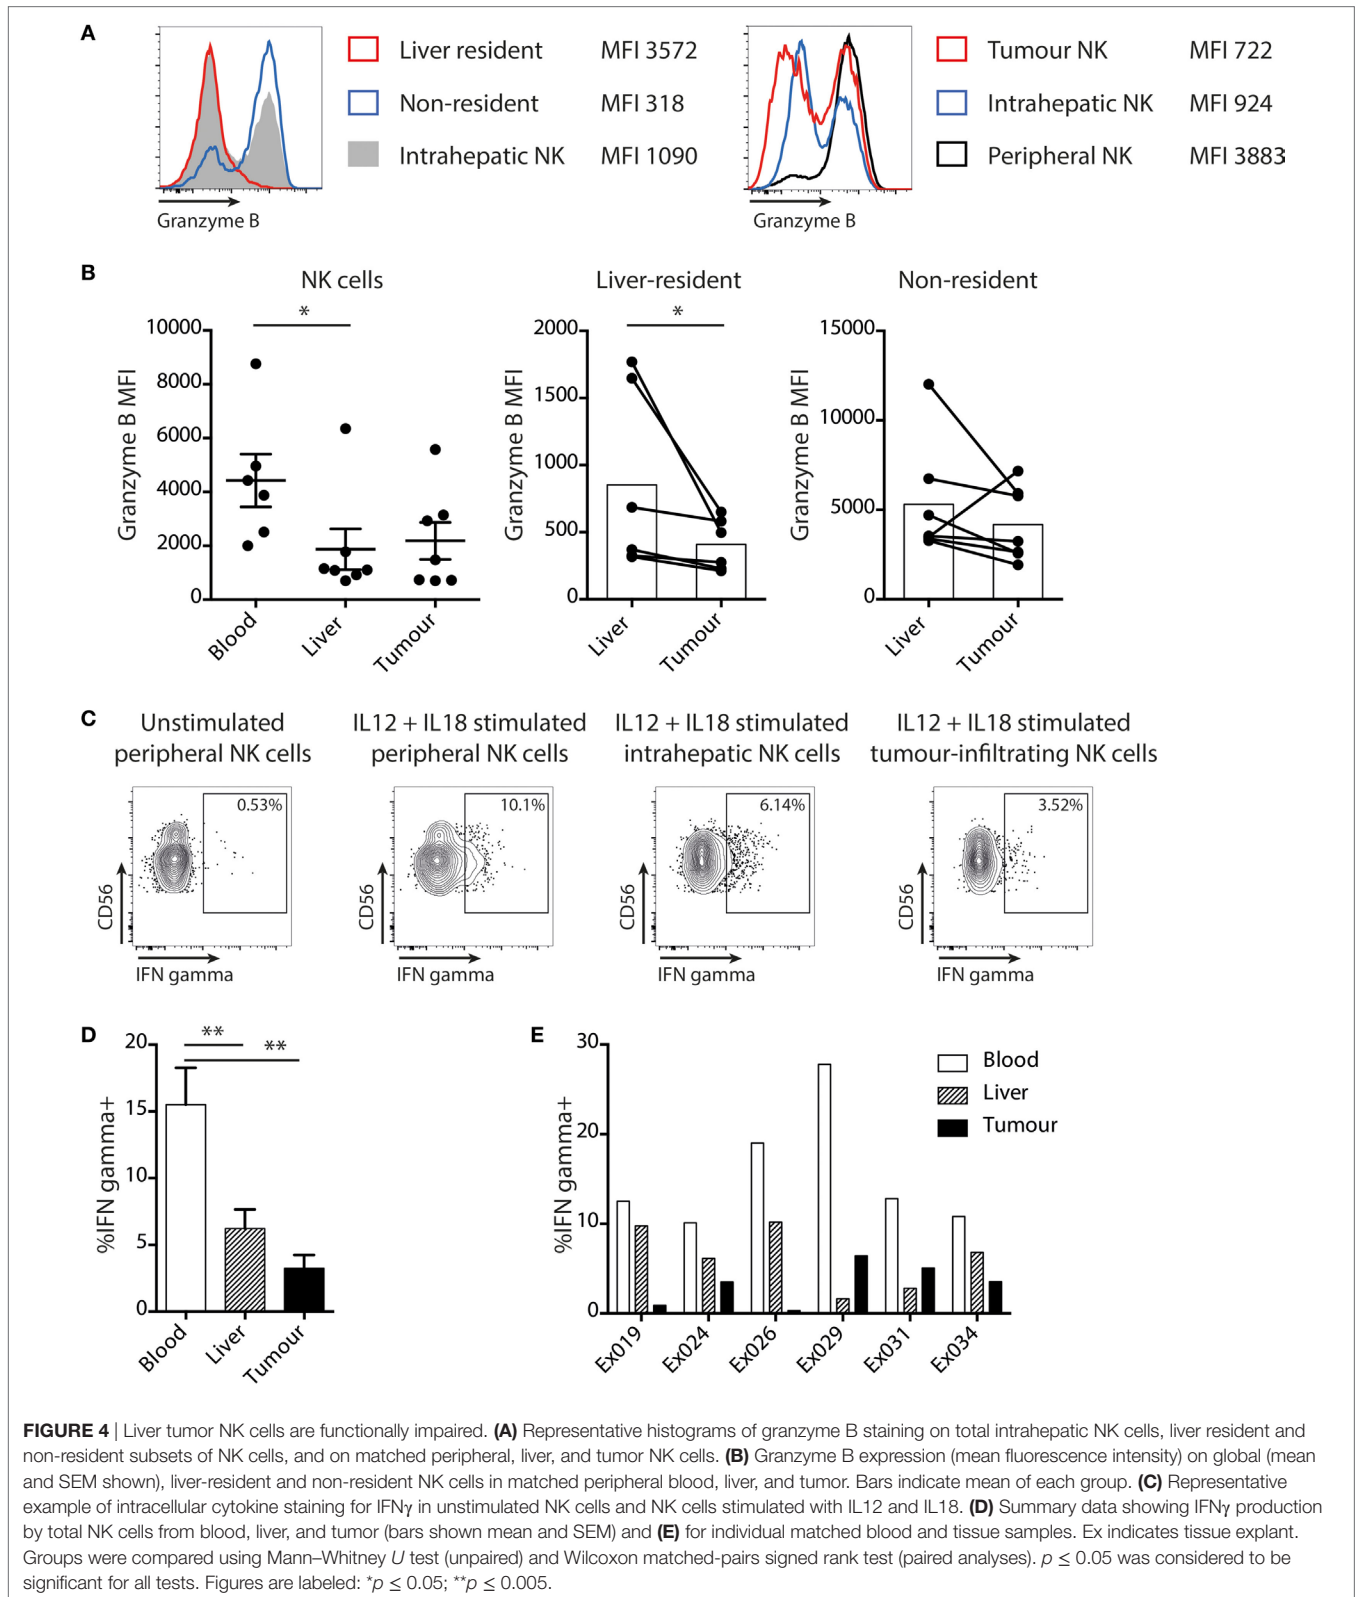 A
Liver resident MFI 3572
Non-resident MFI 318
Intrahepatic NK MFI 1090
Granzyme B
Tumour NK MFI 722
Intrahepatic NK MFI 924
Peripheral NK MFI 3883
Granzyme B
B
NK cells
*
Granzyme B MFI
10000
8000
6000
4000
2000
0
Blood
Liver
Tumour
Liver-resident
*
Granzyme B MFI
2000
1500
1000
500
0
Liver
Tumour
Non-resident
Granzyme B MFI
15000
10000
5000
0
Liver
Tumour
C
Unstimulated
peripheral NK cells
0.53%
CD56
IFN gamma
IL12 + IL18 stimulated
peripheral NK cells
10.1%
CD56
IFN gamma
IL12 + IL18 stimulated
intrahepatic NK cells
6.14%
CD56
IFN gamma
IL12 + IL18 stimulated
tumour-infiltrating NK cells
3.52%
CD56
IFN gamma
D
**
**
%IFN gamma+
20
15
10
5
0
Blood
Liver
Tumour
E
%IFN gamma+
30
20
10
0
Ex019
Ex024
Ex026
Ex029
Ex031
Ex034
Blood
Liver
Tumour
FIGURE 4 | Liver tumor NK cells are functionally impaired. (A) Representative histograms of granzyme B staining on total intrahepatic NK cells, liver resident and
non-resident subsets of NK cells, and on matched peripheral, liver, and tumor NK cells. (B) Granzyme B expression (mean fluorescence intensity) on global (mean
and SEM shown), liver-resident and non-resident NK cells in matched peripheral blood, liver, and tumor. Bars indicate mean of each group. (C) Representative
example of intracellular cytokine staining for IFNγ in unstimulated NK cells and NK cells stimulated with IL12 and IL18. (D) Summary data showing IFNγ production
by total NK cells from blood, liver, and tumor (bars shown mean and SEM) and (E) for individual matched blood and tissue samples. Ex indicates tissue explant.
Groups were compared using Mann–Whitney U test (unpaired) and Wilcoxon matched-pairs signed rank test (paired analyses). p ≤ 0.05 was considered to be
significant for all tests. Figures are labeled: *p ≤ 0.05; **p ≤ 0.005.